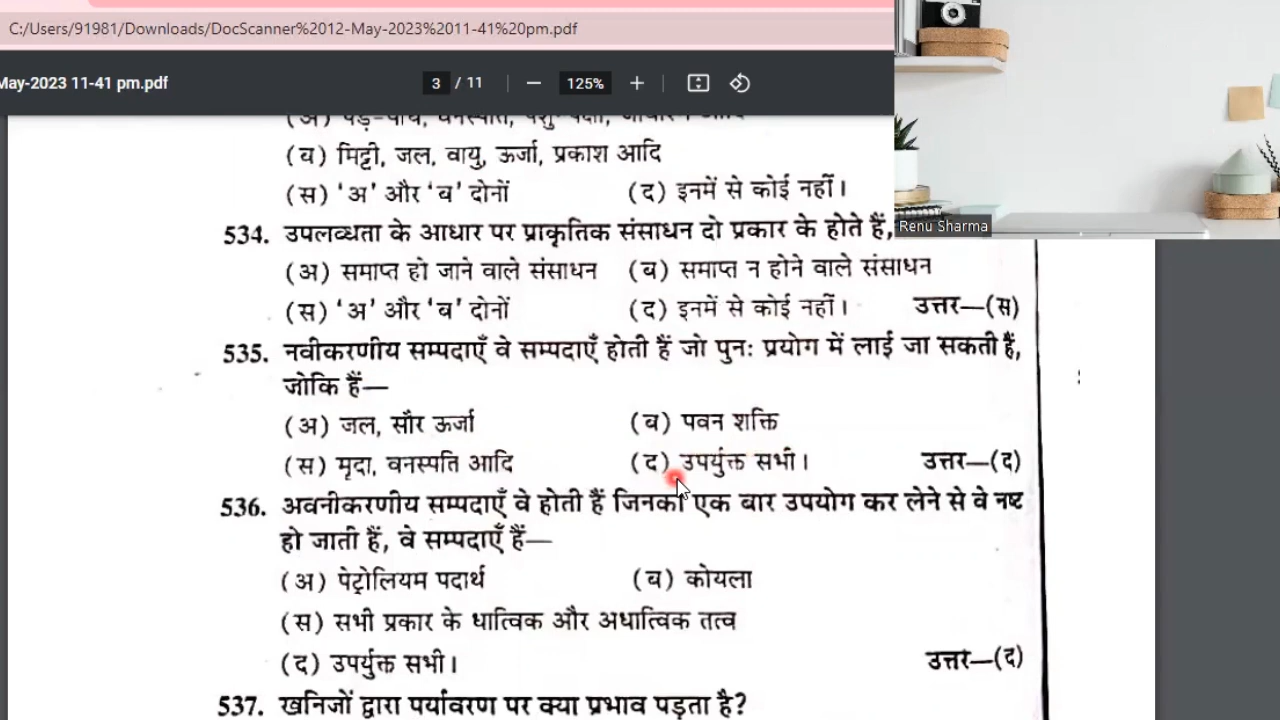 C:/Users/91981/Downloads/DocScanner%2012-May-2023%2011-41%20pm.pdf
May-2023 11-41 pm.pdf 3 / 11 125%
Renu Sharma
(ब) मिट्टी, जल, वायु, ऊर्जा, प्रकाश आदि
(स) 'अ' और 'ब' दोनों (द) इनमें से कोई नहीं।
534. उपलब्धता के आधार पर प्राकृतिक संसाधन दो प्रकार के होते हैं,
(अ) समाप्त हो जाने वाले संसाधन (ब) समाप्त न होने वाले संसाधन
(स) 'अ' और 'ब' दोनों (द) इनमें से कोई नहीं। उत्तर—(स)
535. नवीकरणीय सम्पदाएँ वे सम्पदाएँ होती हैं जो पुनः प्रयोग में लाई जा सकती हैं,
जोकि हैं—
(अ) जल, सौर ऊर्जा (ब) पवन शक्ति
(स) मृदा, वनस्पति आदि (द) उपर्युक्त सभी। उत्तर—(द)
536. अवनीकरणीय सम्पदाएँ वे होती हैं जिनको एक बार उपयोग कर लेने से वे नष्ट
हो जाती हैं, वे सम्पदाएँ हैं—
(अ) पेट्रोलियम पदार्थ (ब) कोयला
(स) सभी प्रकार के धात्विक और अधात्विक तत्व
(द) उपर्युक्त सभी। उत्तर—(द)
537. खनिजों द्वारा पर्यावरण पर क्या प्रभाव पड़ता है?